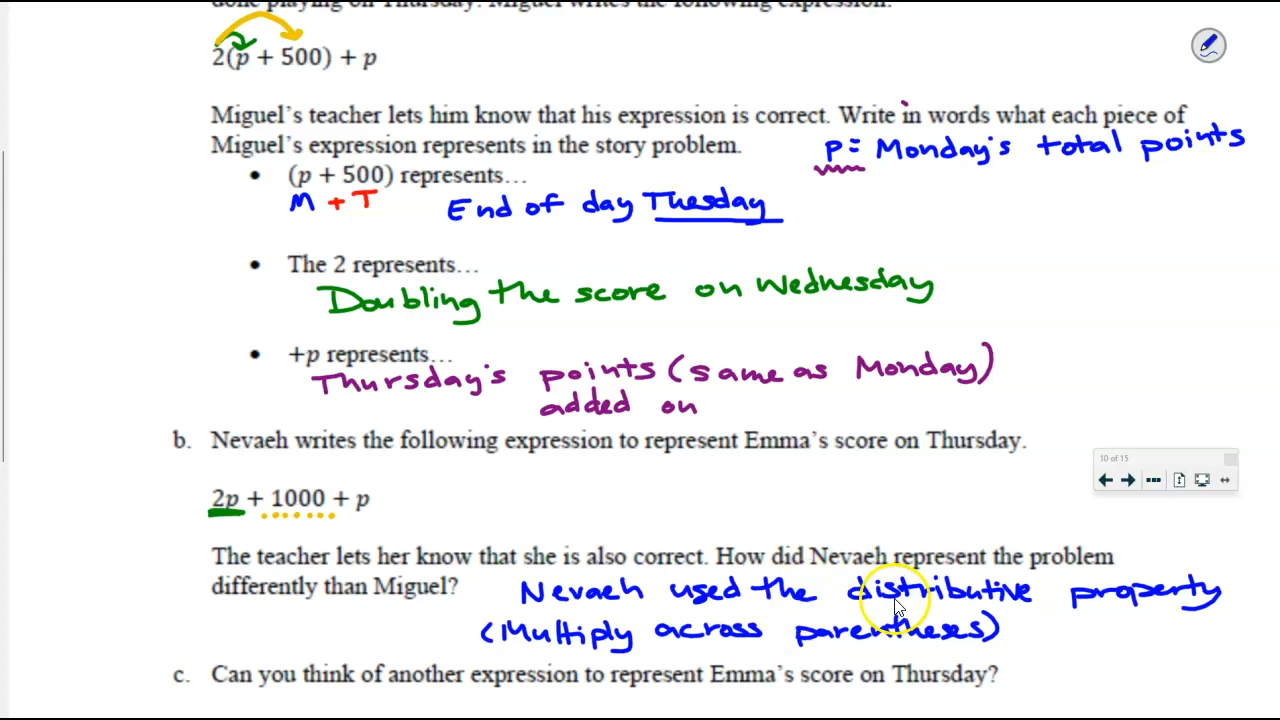 done playing on Thursday. Miguel writes the following expression:
2(p + 500) + p
Miguel's teacher lets him know that his expression is correct. Write in words what each piece of
Miguel's expression represents in the story problem.
p = Monday's total points
• (p + 500) represents…
M + T End of day Tuesday
• The 2 represents…
Doubling the score on Wednesday
• +p represents…
Thursday's points (same as Monday)
added on
b. Nevaeh writes the following expression to represent Emma's score on Thursday.
10 of 15
2p + 1000 + p
The teacher lets her know that she is also correct. How did Nevaeh represent the problem
differently than Miguel?
Nevaeh used the distributive property
(Multiply across parentheses)
c. Can you think of another expression to represent Emma's score on Thursday?